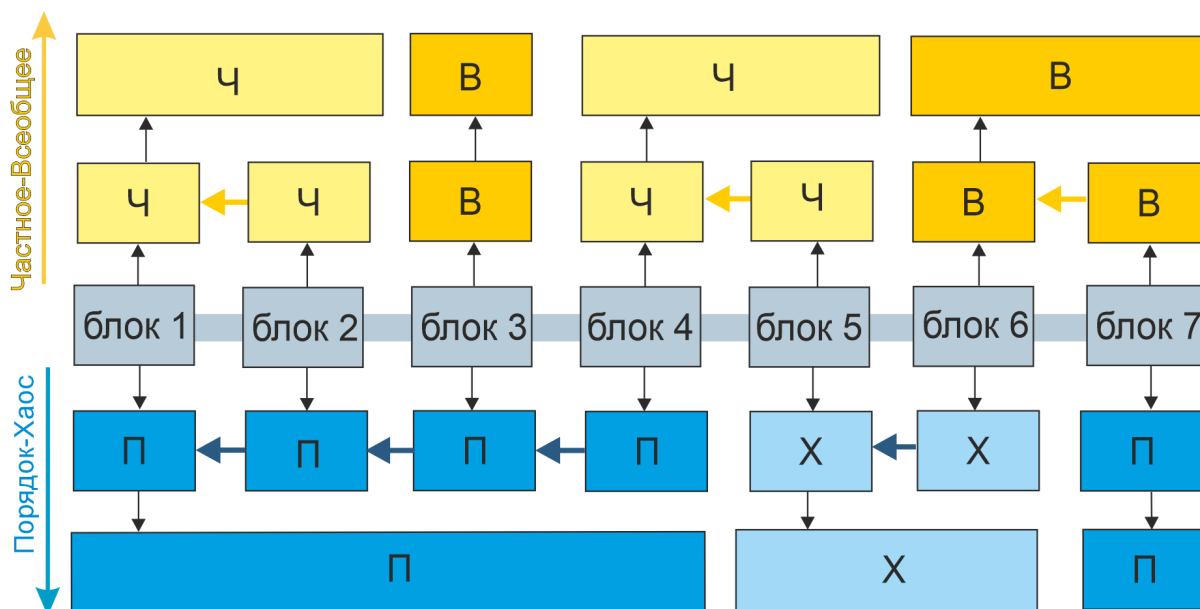 Частное-Всеобщее
Ч В Ч В
Ч Ч В Ч Ч В В
блок 1 блок 2 блок 3 блок 4 блок 5 блок 6 блок 7
Порядок-Хаос
П П П П Х Х П
П Х П